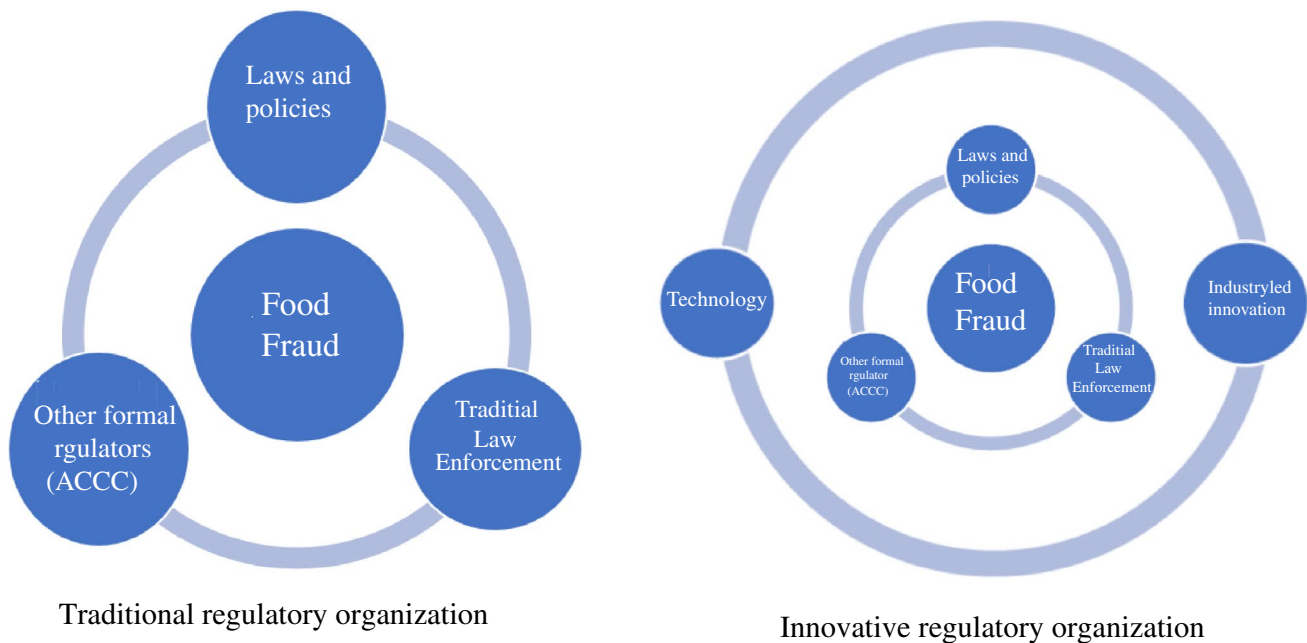 Laws and
policies
Food
Fraud
Other formal
rgulators
(ACCC)
Traditial
Law
Enforcement
Traditional regulatory organization
Laws and
policies
Technology
Food
Fraud
Industryled
innovation
Other formal
rgulator
(ACCC)
Traditial
Law
Enforcement
Innovative regulatory organization